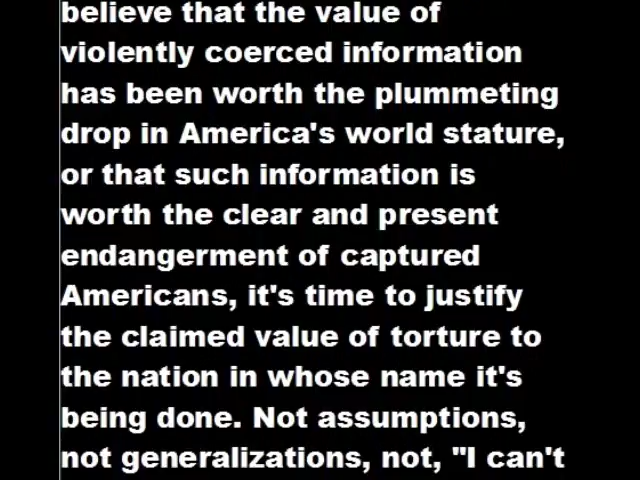 believe that the value of
violently coerced information
has been worth the plummeting
drop in America's world stature,
or that such information is
worth the clear and present
endangerment of captured
Americans, it's time to justify
the claimed value of torture to
the nation in whose name it's
being done. Not assumptions,
not generalizations, not, "I can't